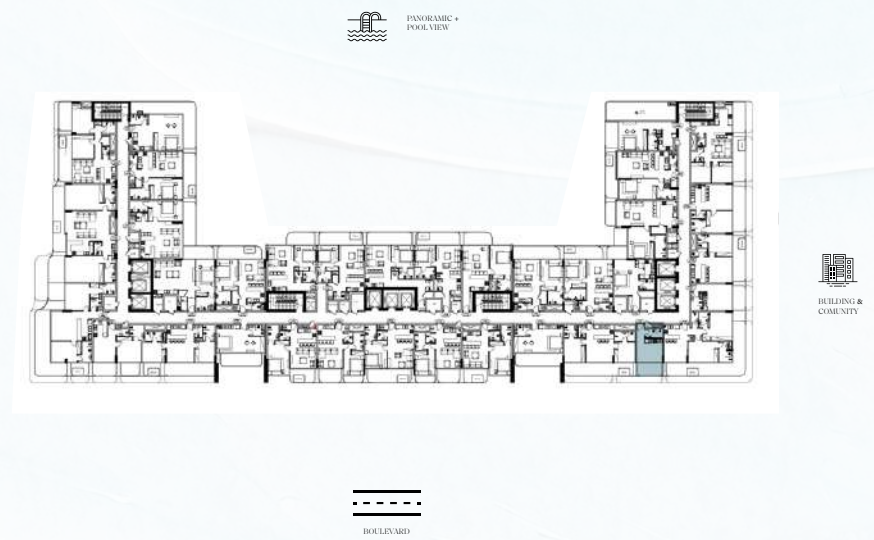 PANORAMIC +
POOL VIEW
BUILDING &
COMUNITY
BOULEVARD